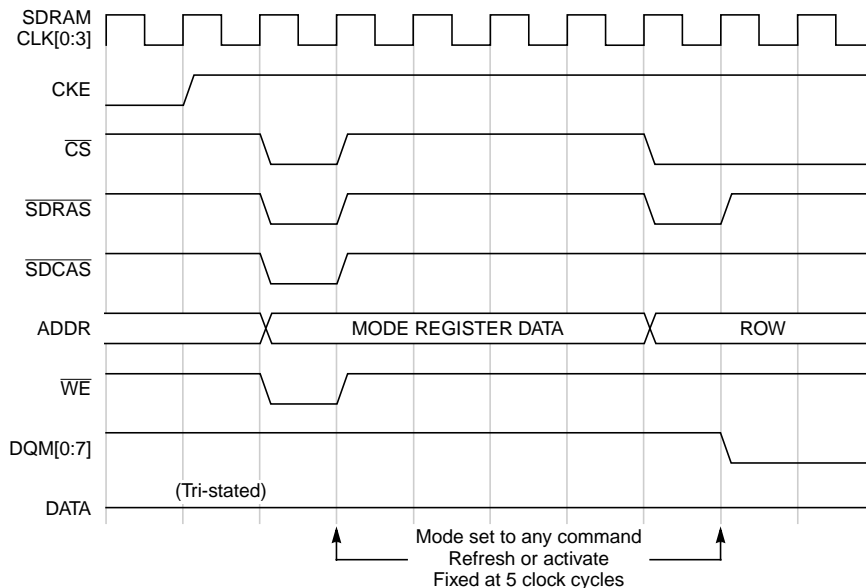 SDRAM
CLK[0:3]
CKE
CS
SDRAS
SDCAS
ADDR
MODE REGISTER DATA
ROW
WE
DQM[0:7]
(Tri-stated)
DATA
Mode set to any command
Refresh or activate
Fixed at 5 clock cycles